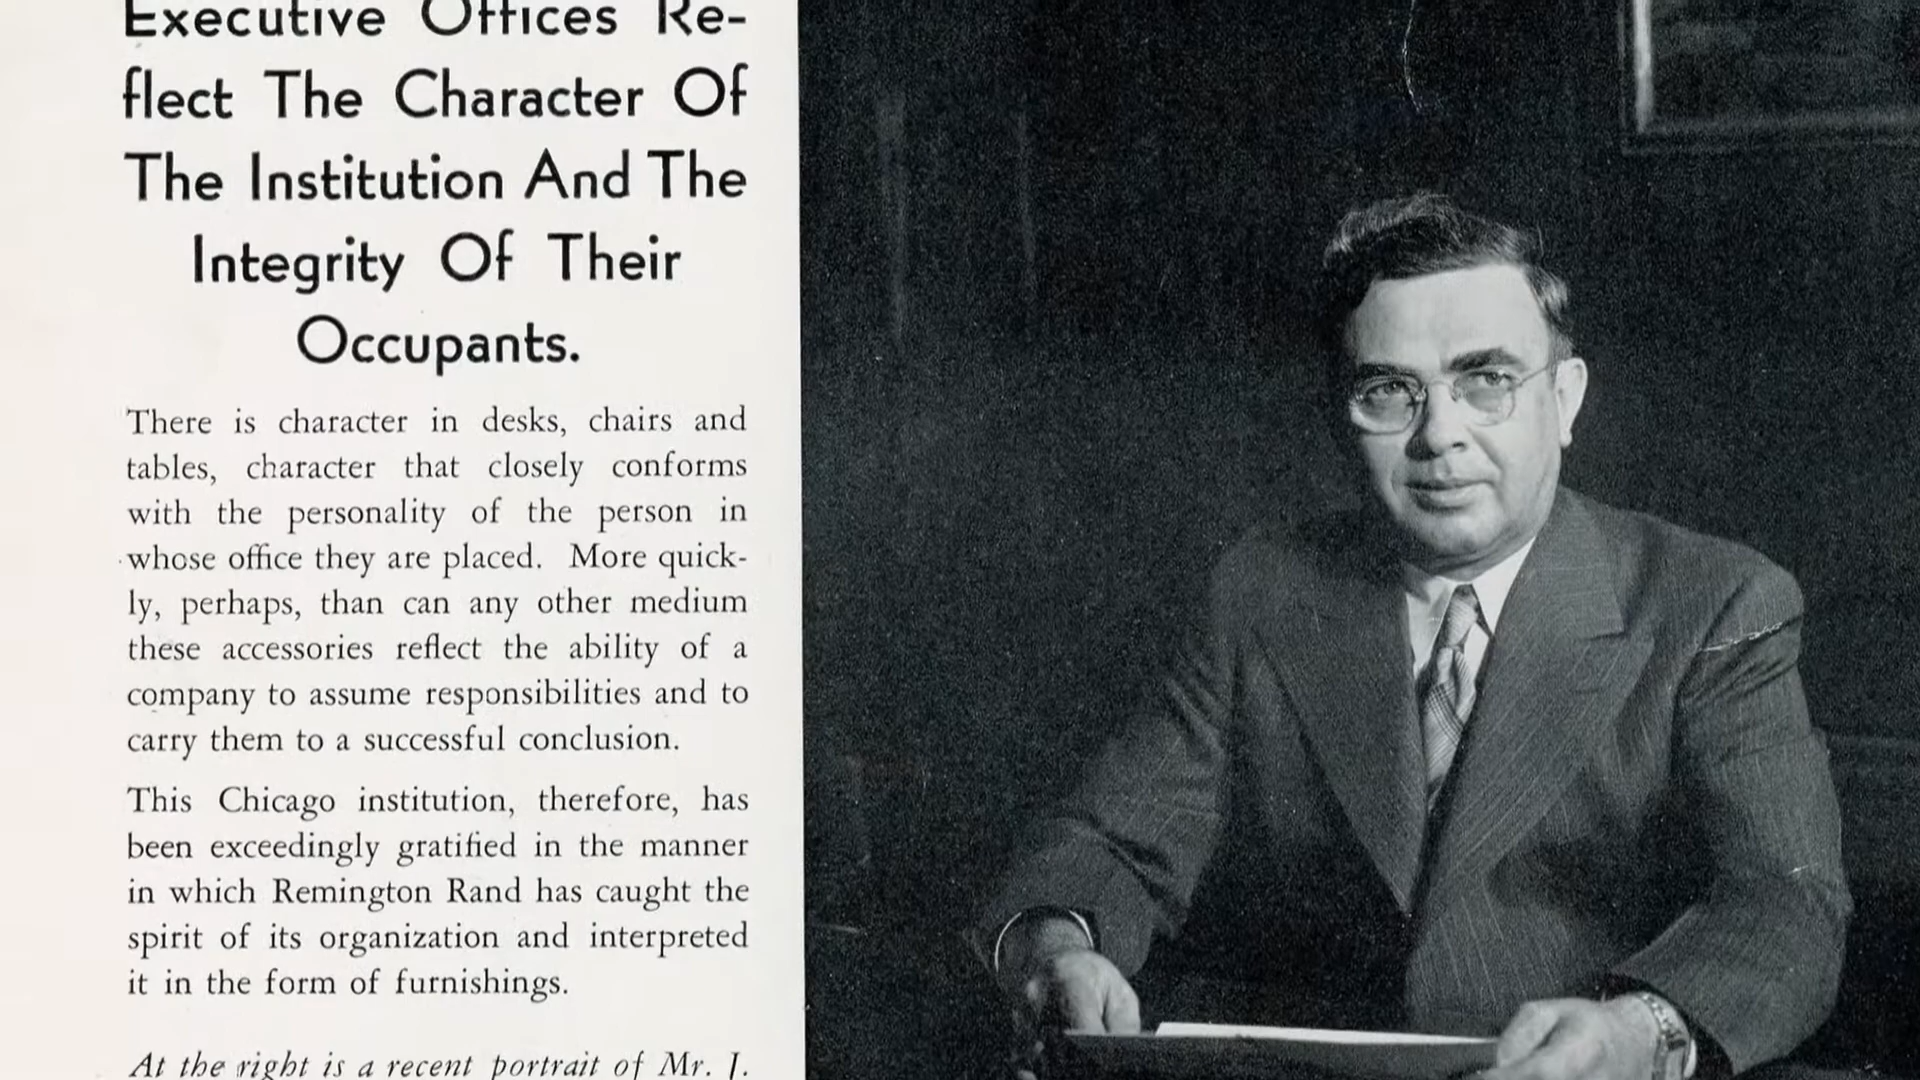 Executive Offices Re-
flect The Character Of
The Institution And The
Integrity Of Their
Occupants.
There is character in desks, chairs and
tables, character that closely conforms
with the personality of the person in
whose office they are placed. More quick-
ly, perhaps, than can any other medium
these accessories reflect the ability of a
company to assume responsibilities and to
carry them to a successful conclusion.
This Chicago institution, therefore, has
been exceedingly gratified in the manner
in which Remington Rand has caught the
spirit of its organization and interpreted
it in the form of furnishings.
At the right is a recent portrait of Mr. J.